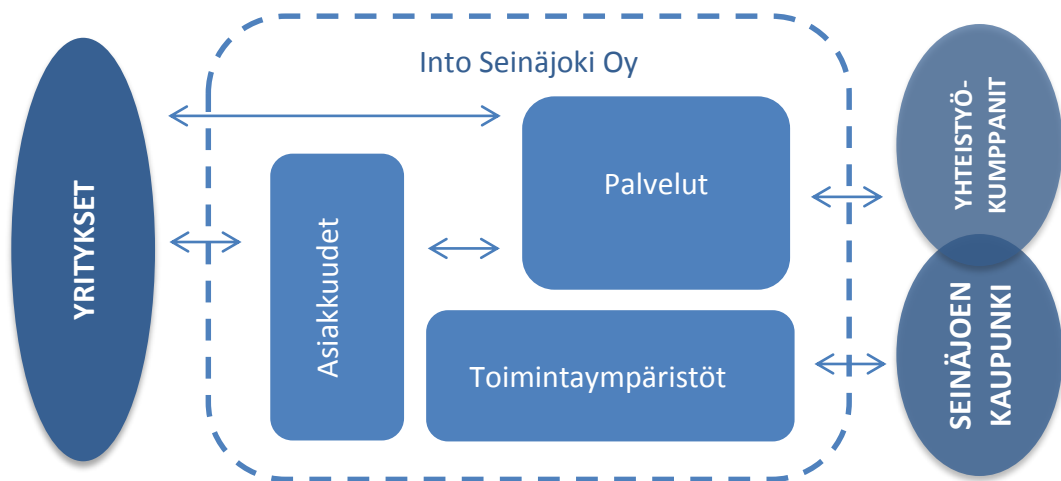 Into Seinäjoki Oy
YRITYKSET
Asiakkuudet
Palvelut
Toimintaympäristöt
YHTEISTYÖ-
KUMPPANIT
SEINÄJOEN
KAUPUNKI